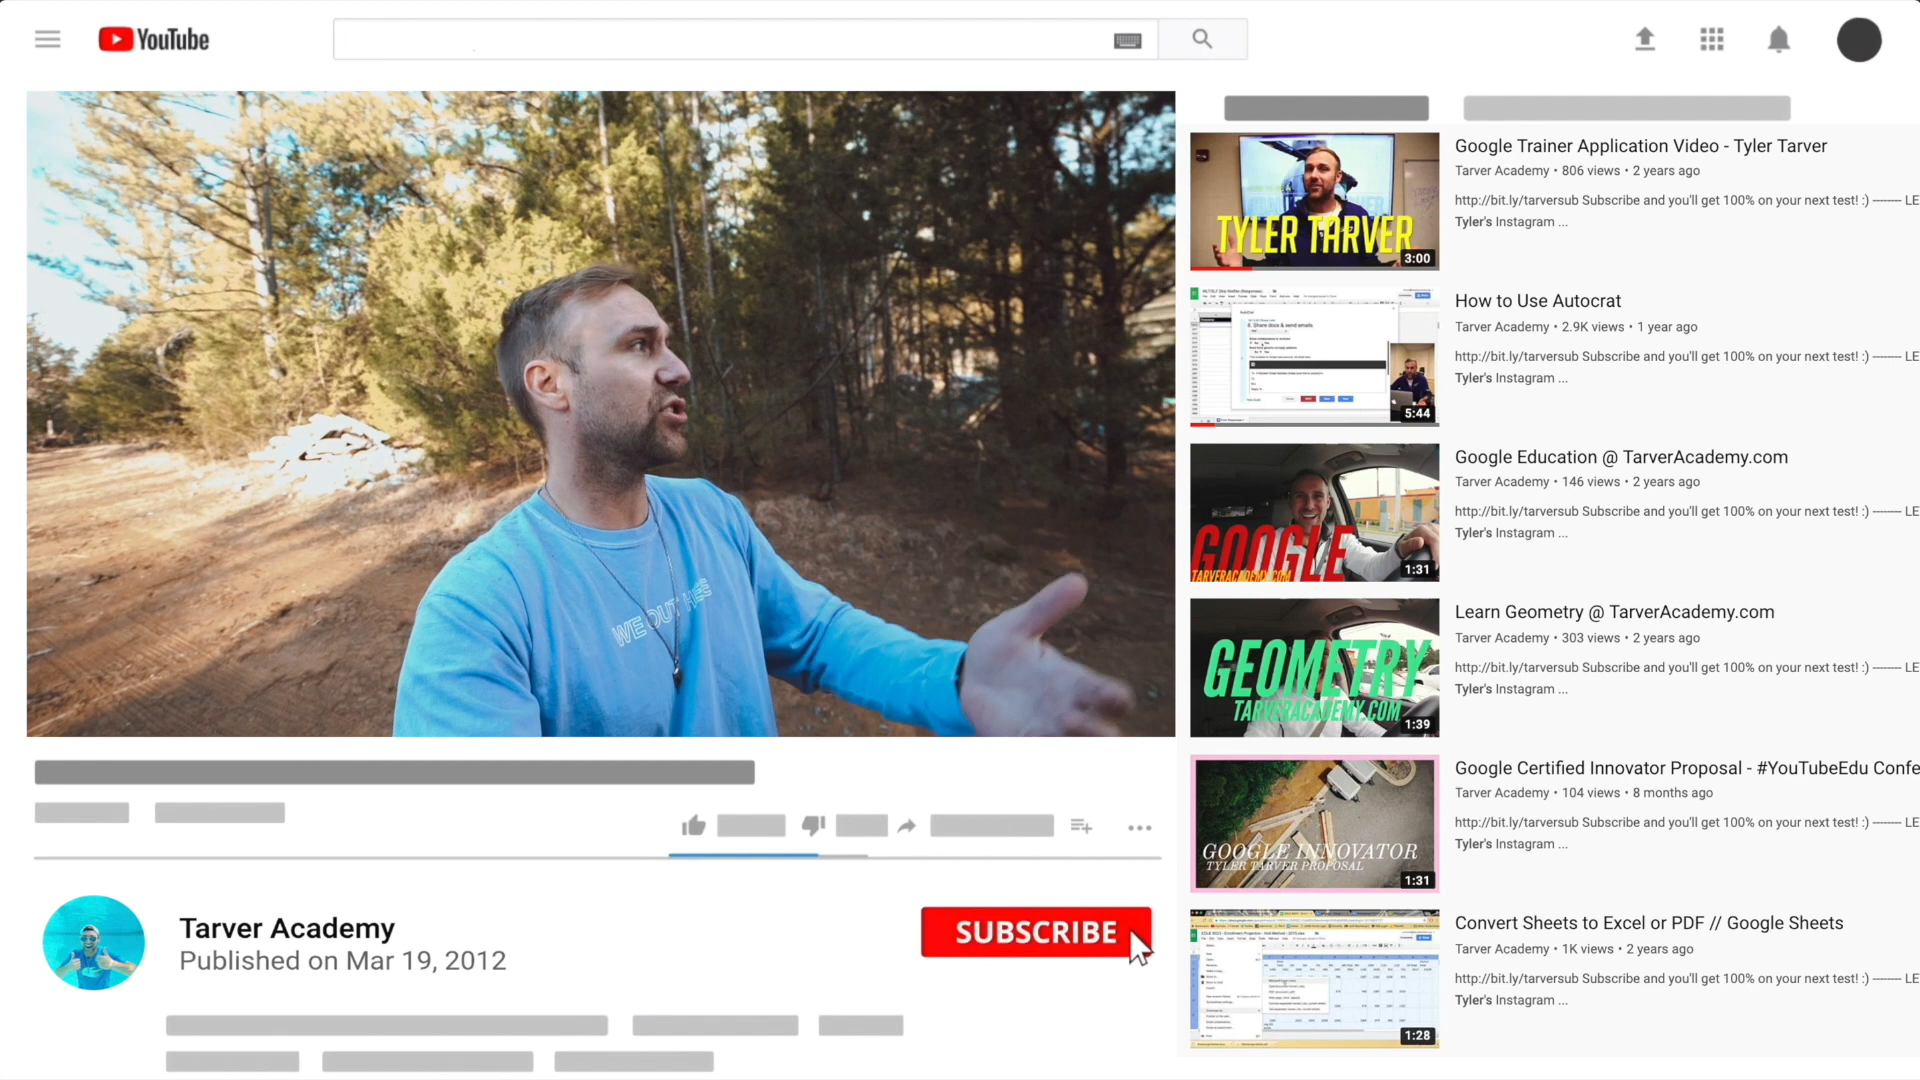 YouTube
WE OUT HERE
Tarver Academy
Published on Mar 19, 2012
SUBSCRIBE
TYLER TARVER
3:00
Google Trainer Application Video - Tyler Tarver
Tarver Academy • 806 views • 2 years ago
http://bit.ly/tarversub Subscribe and you'll get 100% on your next test! :) -------- LE
Tyler's Instagram ...
8. Share docs & send emails
5:44
How to Use Autocrat
Tarver Academy • 2.9K views • 1 year ago
http://bit.ly/tarversub Subscribe and you'll get 100% on your next test! :) -------- LE
Tyler's Instagram ...
GOOGLE
TARVERACADEMY.COM
1:31
Google Education @ TarverAcademy.com
Tarver Academy • 146 views • 2 years ago
http://bit.ly/tarversub Subscribe and you'll get 100% on your next test! :) -------- LE
Tyler's Instagram ...
GEOMETRY
TARVERACADEMY.COM
1:39
Learn Geometry @ TarverAcademy.com
Tarver Academy • 303 views • 2 years ago
http://bit.ly/tarversub Subscribe and you'll get 100% on your next test! :) -------- LE
Tyler's Instagram ...
GOOGLE INNOVATOR
TYLER TARVER PROPOSAL
1:31
Google Certified Innovator Proposal - #YouTubeEdu Confe
Tarver Academy • 104 views • 8 months ago
http://bit.ly/tarversub Subscribe and you'll get 100% on your next test! :) -------- LE
Tyler's Instagram ...
1:28
Convert Sheets to Excel or PDF // Google Sheets
Tarver Academy • 1K views • 2 years ago
http://bit.ly/tarversub Subscribe and you'll get 100% on your next test! :) -------- LE
Tyler's Instagram ...